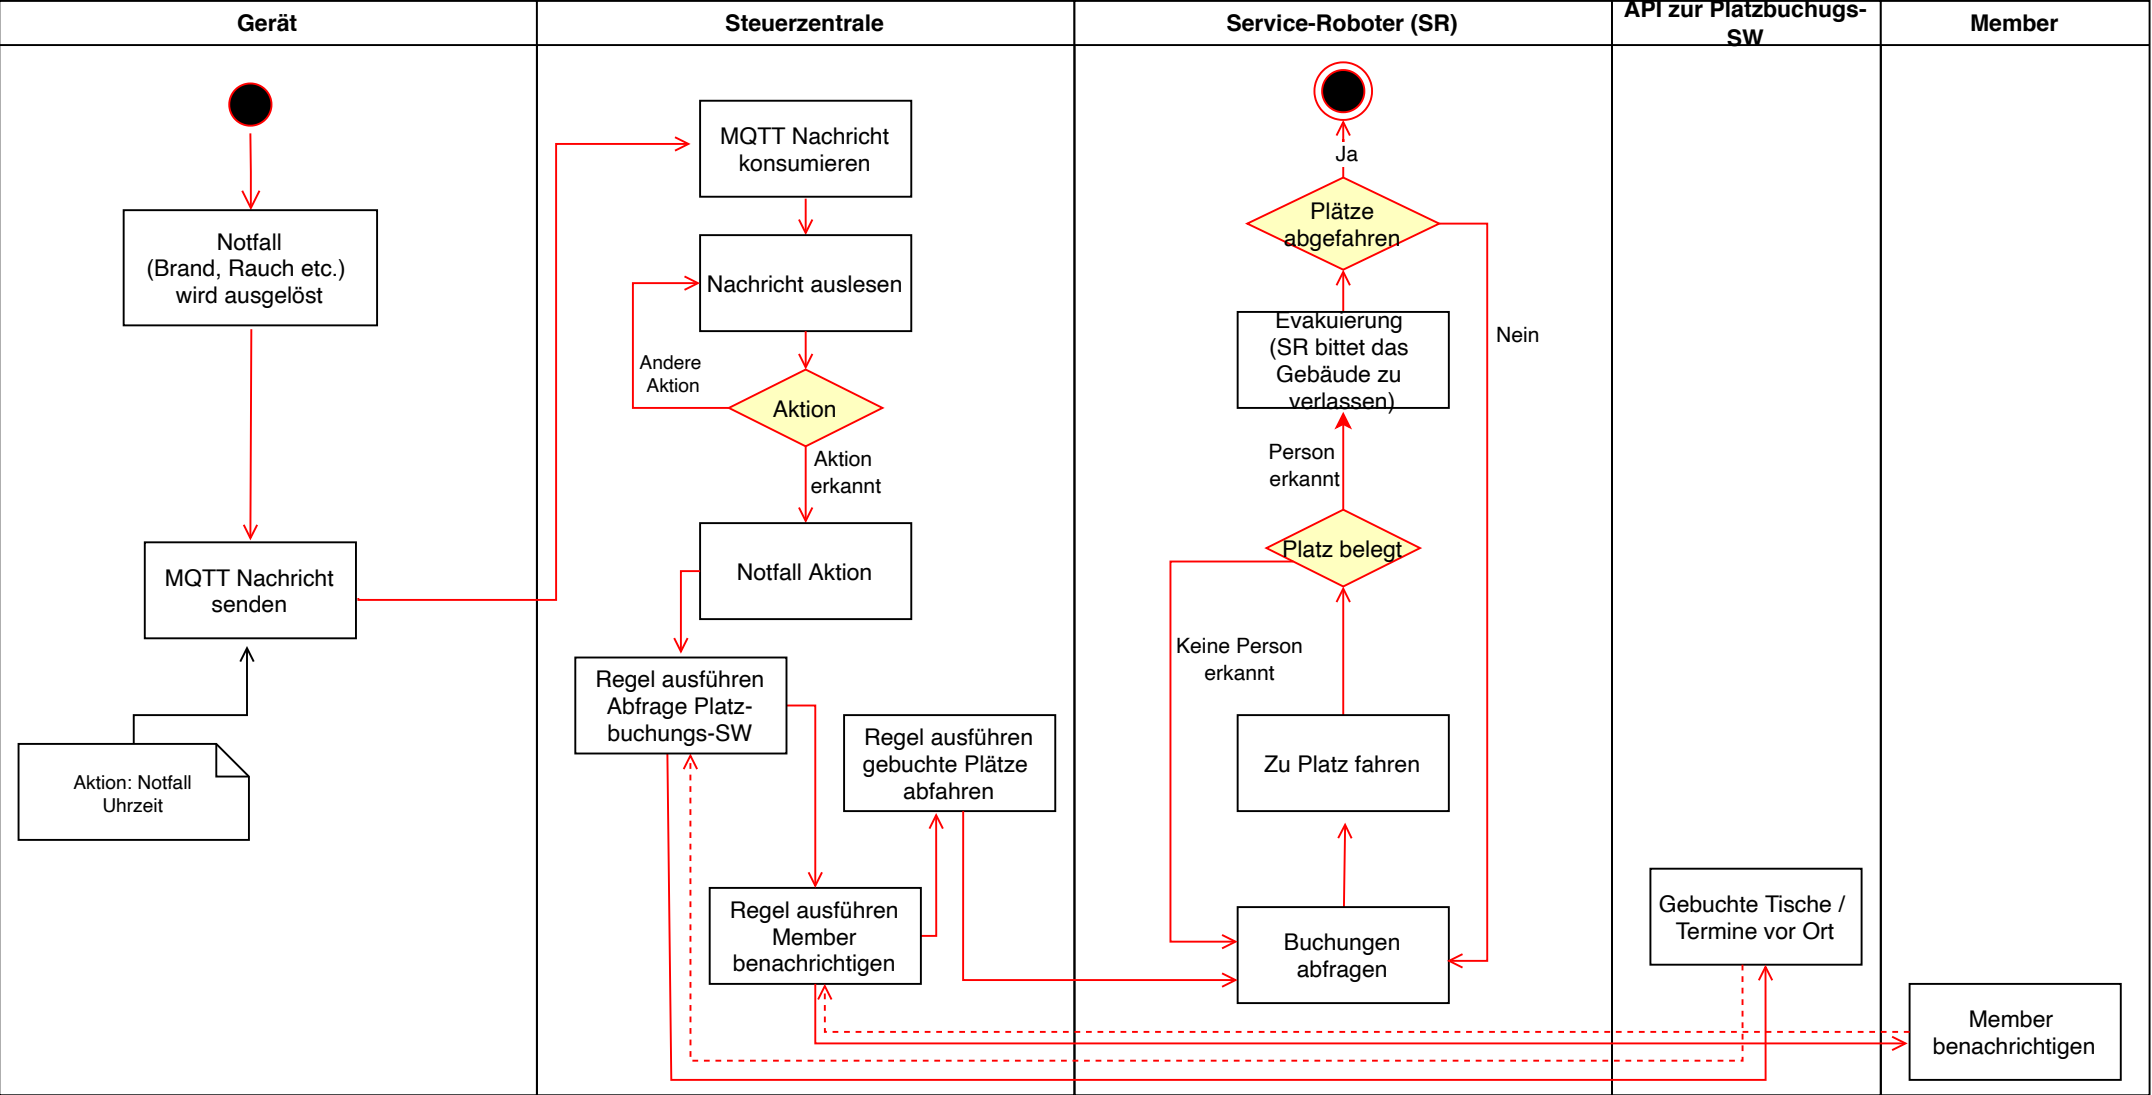 Gerät
Steuerzentrale
Service-Roboter (SR)
API zur Platzbuchugs-
SW
Member
Notfall
(Brand, Rauch etc.)
wird ausgelöst
MQTT Nachricht
senden
Aktion: Notfall
Uhrzeit
MQTT Nachricht
konsumieren
Nachricht auslesen
Andere
Aktion
Aktion
Aktion
erkannt
Notfall Aktion
Regel ausführen
Abfrage Platz-
buchungs-SW
Regel ausführen
gebuchte Plätze
abfahren
Regel ausführen
Member
benachrichtigen
Ja
Plätze
abgefahren
Nein
Evakuierung
(SR bittet das
Gebäude zu
verlassen)
Person
erkannt
Platz belegt
Keine Person
erkannt
Zu Platz fahren
Buchungen
abfragen
Gebuchte Tische /
Termine vor Ort
Member
benachrichtigen